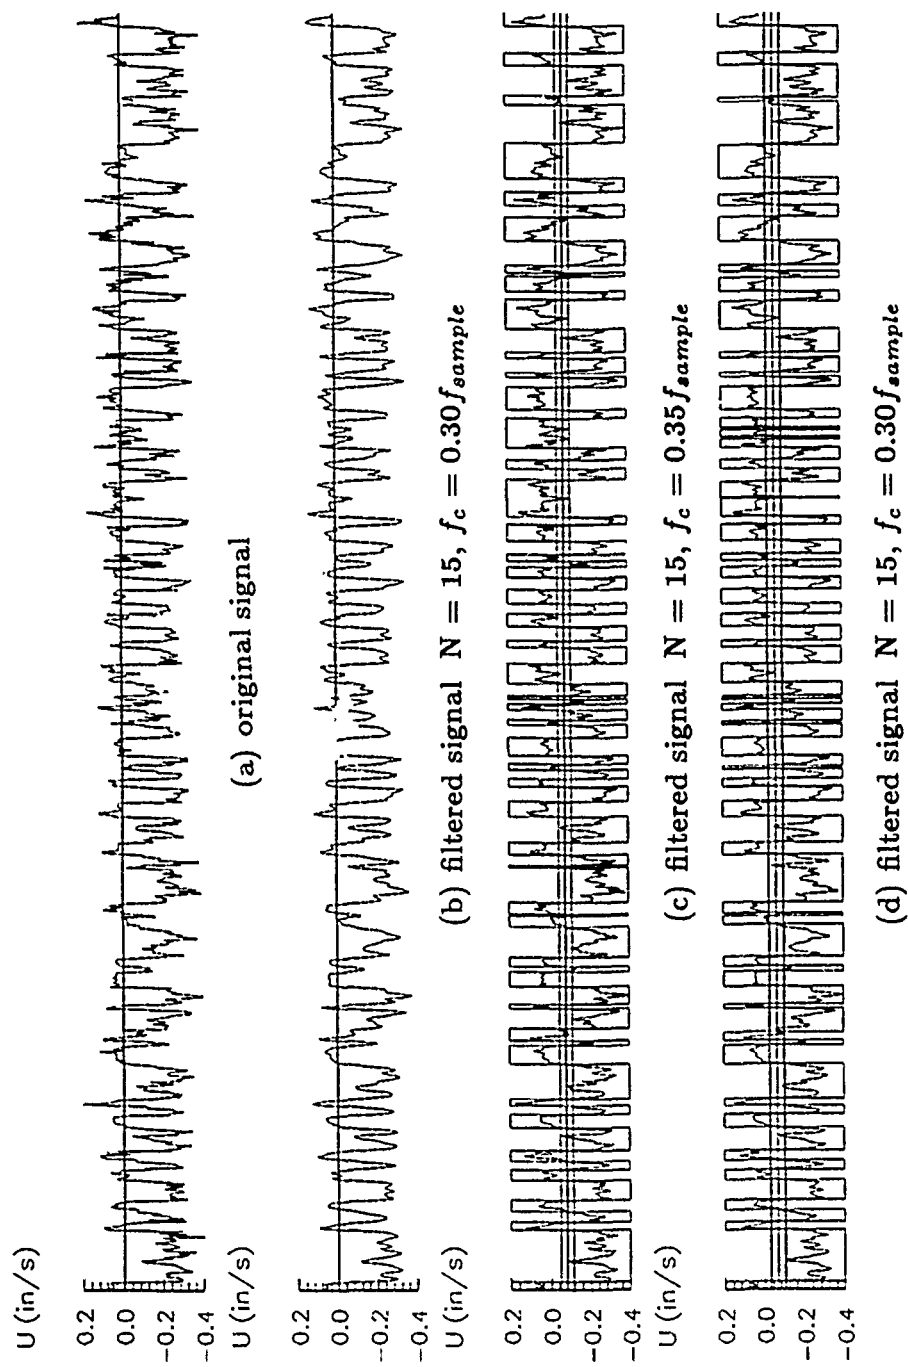 U (in/s)
0.2
0.0
−0.2
−0.4
(a) original signal
U (in/s)
0.2
0.0
−0.2
−0.4
(b) filtered signal N = 15, f_c = 0.30f_sample
U (in/s)
0.2
0.0
−0.2
−0.4
(c) filtered signal N = 15, f_c = 0.35f_sample
U (in/s)
0.2
0.0
−0.2
−0.4
(d) filtered signal N = 15, f_c = 0.30f_sample